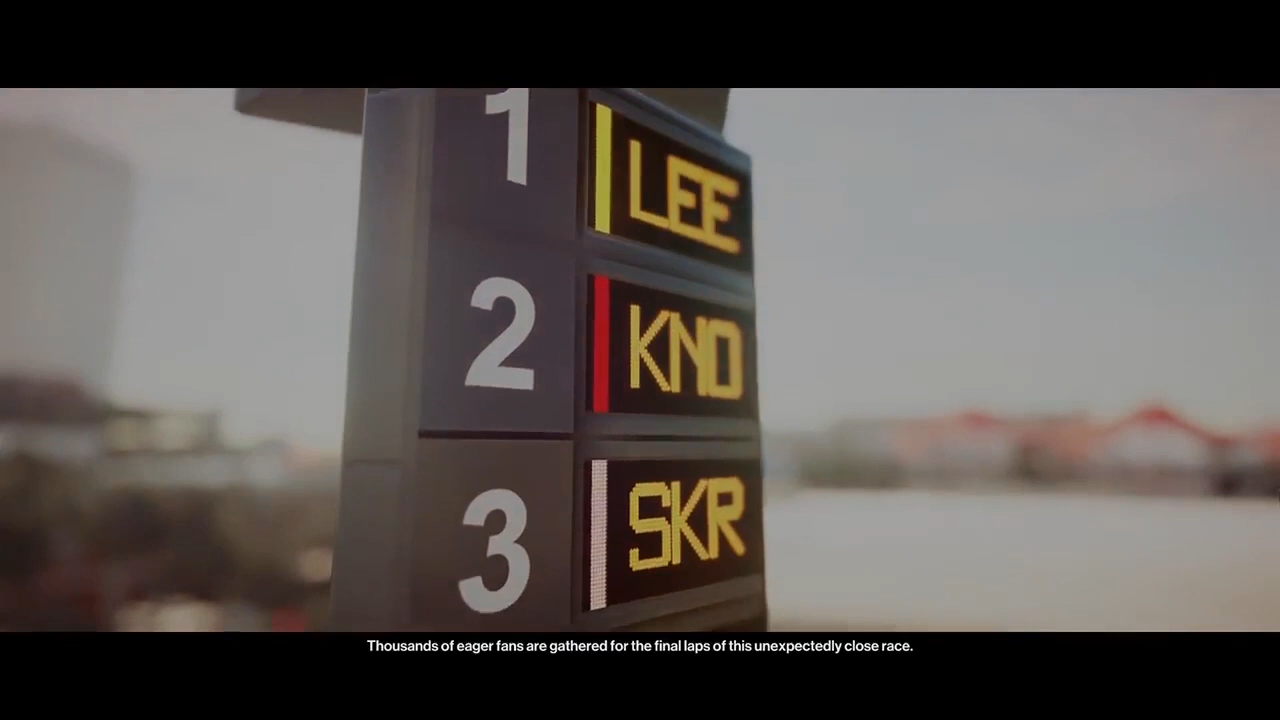 1 LEE
2 KNO
3 SKR
Thousands of eager fans are gathered for the final laps of this unexpectedly close race.